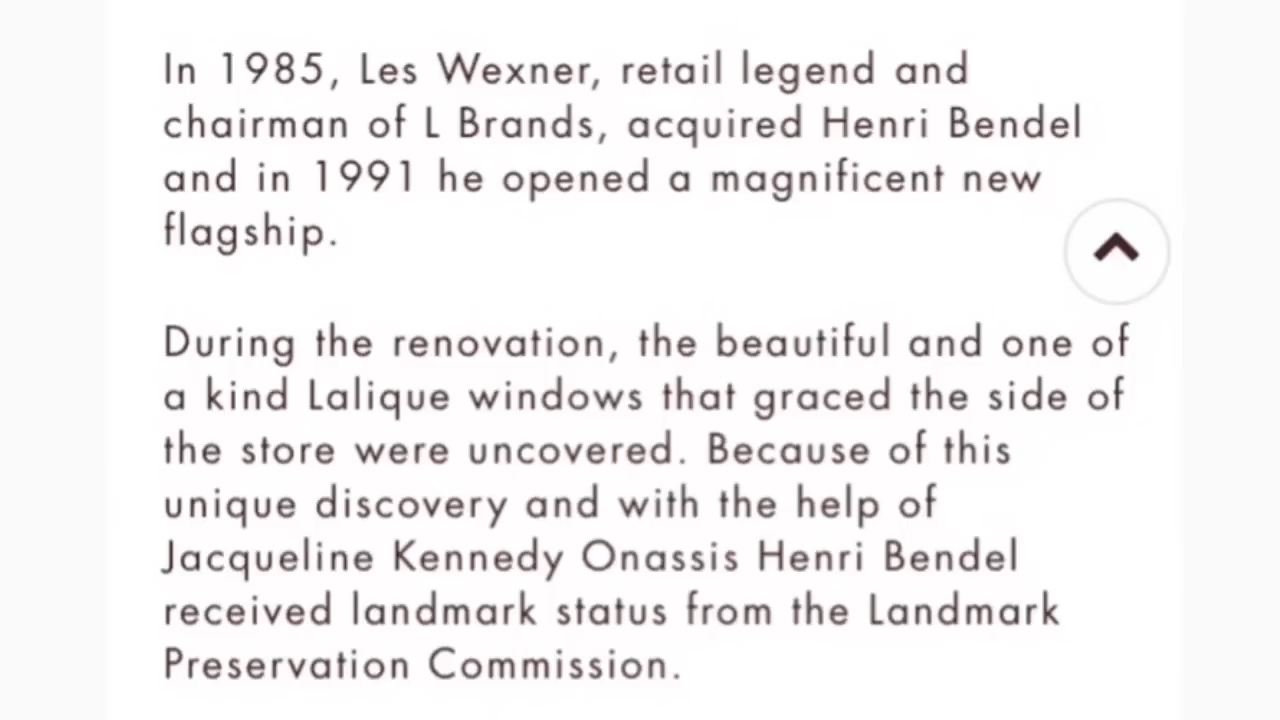 In 1985, Les Wexner, retail legend and
chairman of L Brands, acquired Henri Bendel
and in 1991 he opened a magnificent new
flagship.
During the renovation, the beautiful and one of
a kind Lalique windows that graced the side of
the store were uncovered. Because of this
unique discovery and with the help of
Jacqueline Kennedy Onassis Henri Bendel
received landmark status from the Landmark
Preservation Commission.